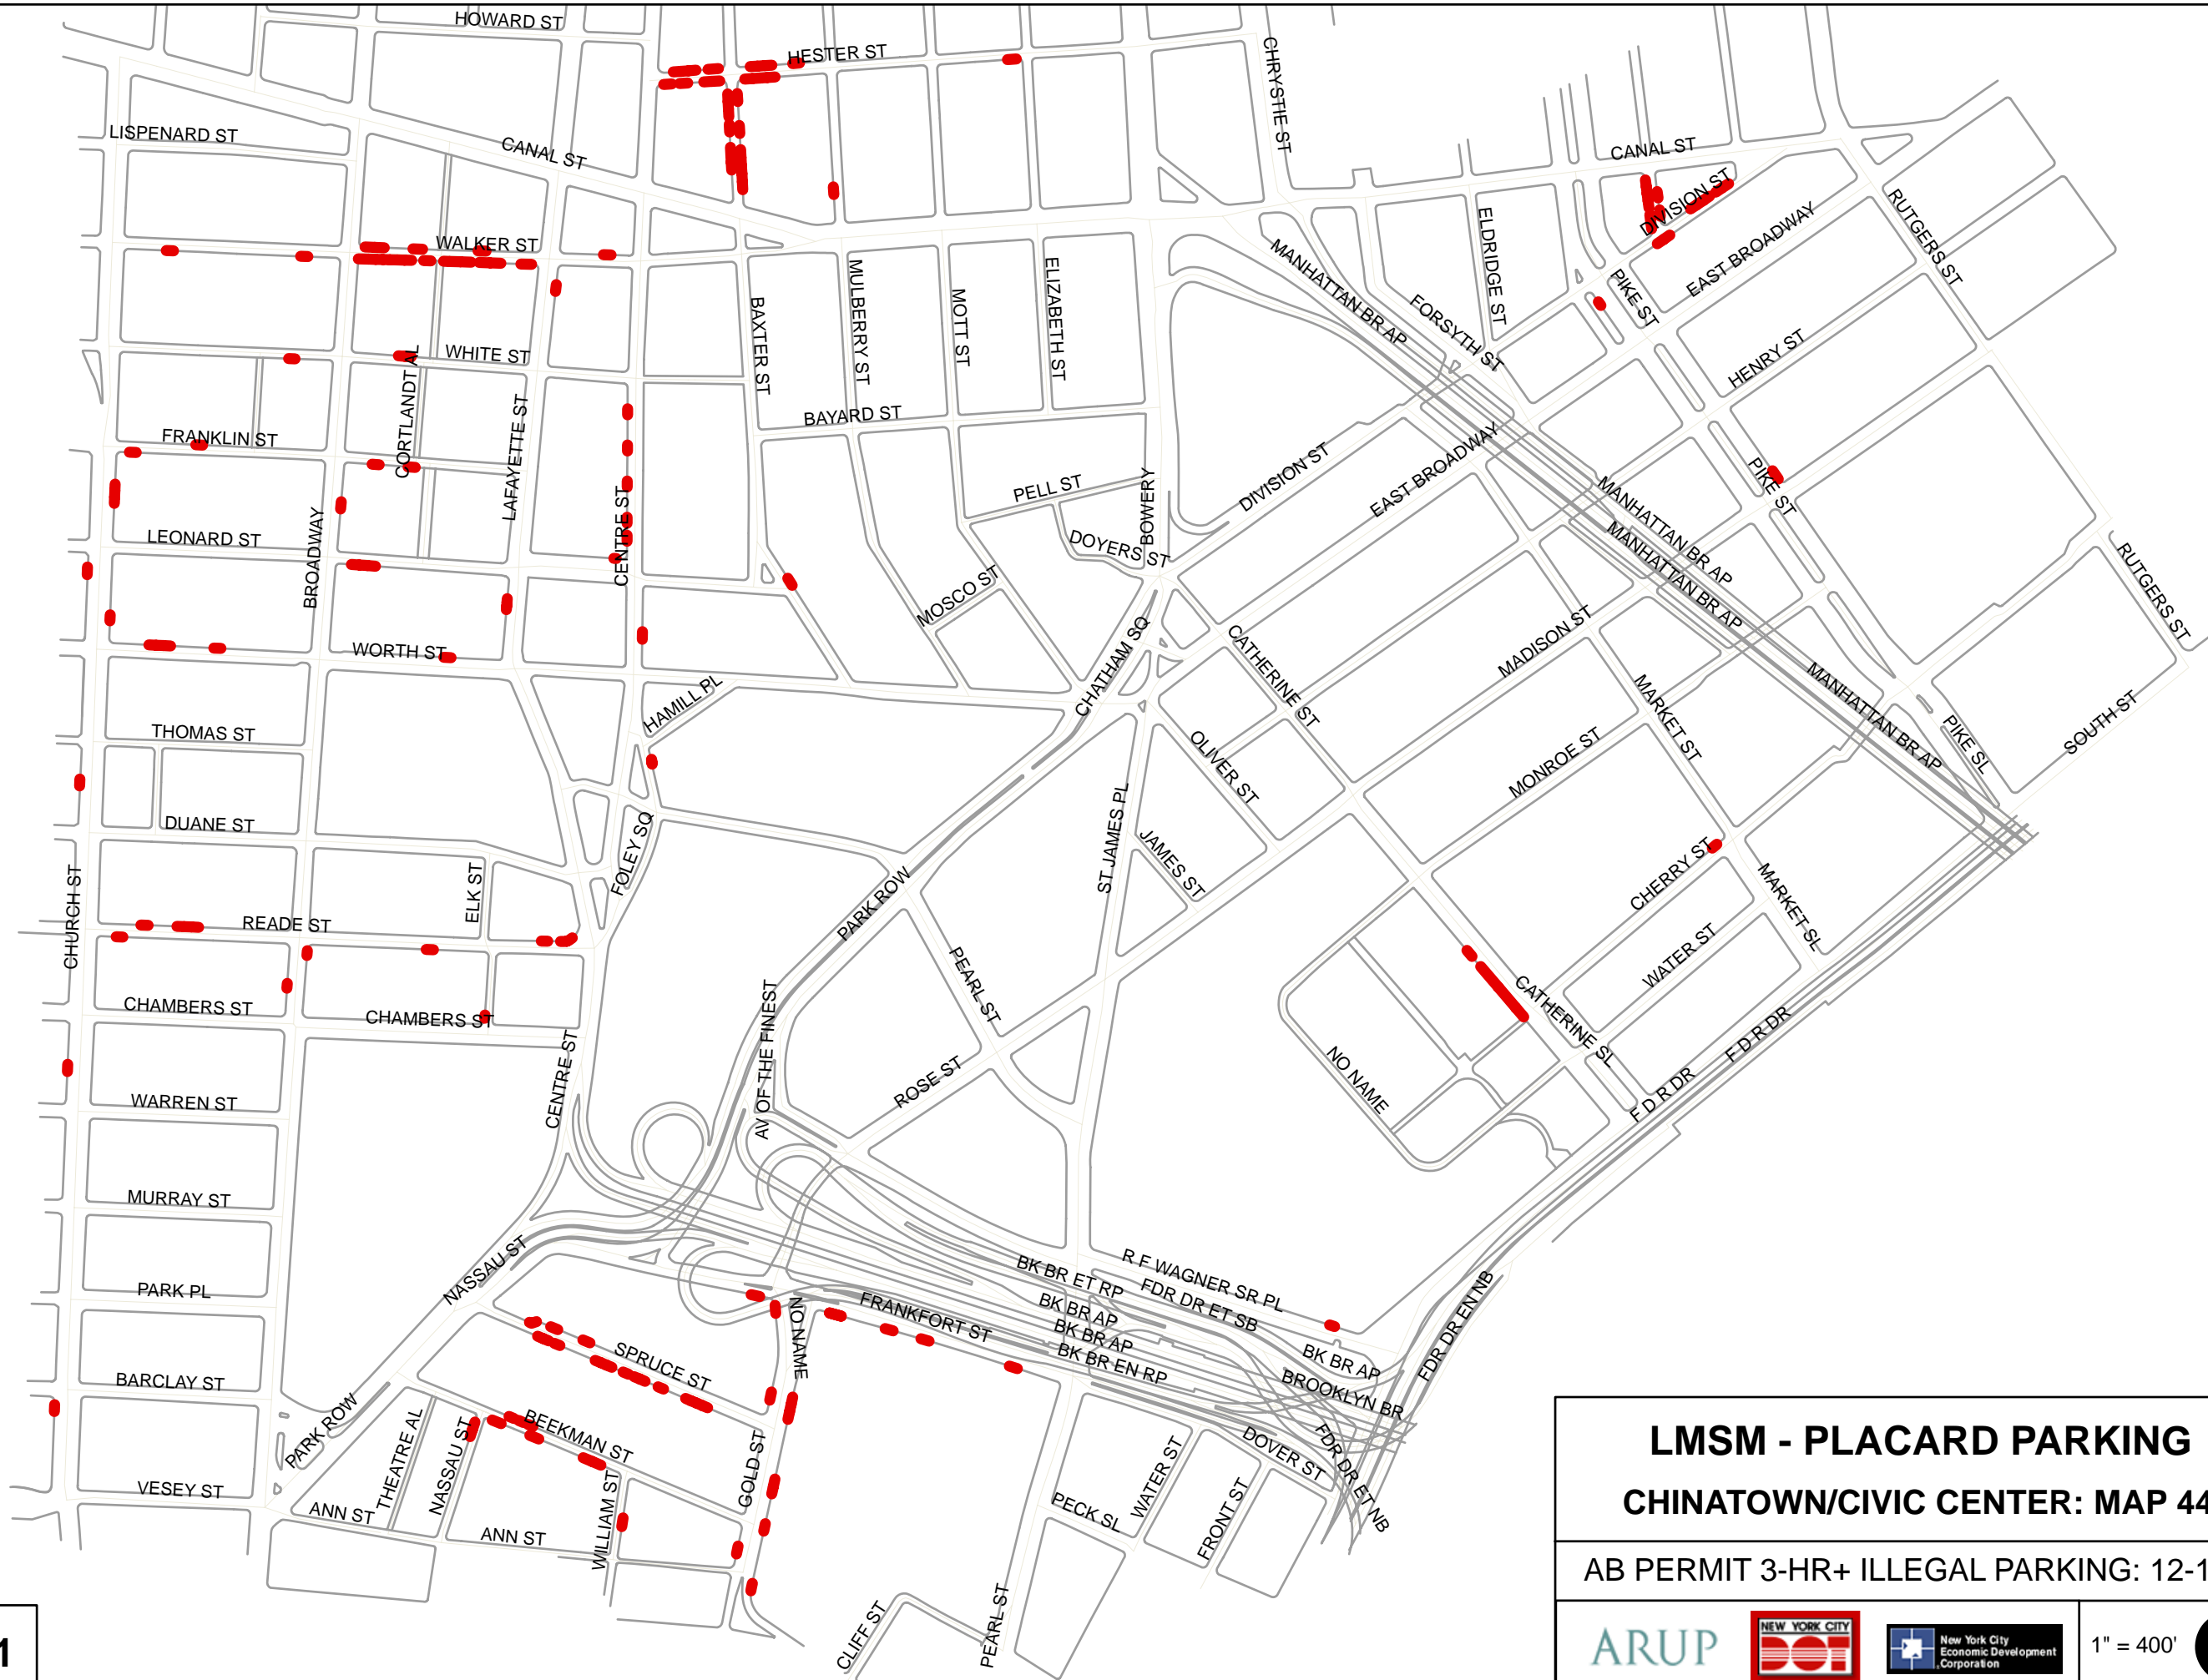 HOWARD ST
HESTER ST
CHRYSTIE ST
LISPENARD ST
CANAL ST
CANAL ST
DIVISION ST
RUTGERS ST
WALKER ST
ELDRIDGE ST
EAST BROADWAY
MANHATTAN BR AP
PIKE ST
BAXTER ST
MULBERRY ST
MOTT ST
ELIZABETH ST
FORSYTH ST
WHITE ST
CORTLANDT AL
HENRY ST
LAFAYETTE ST
BAYARD ST
FRANKLIN ST
DIVISION ST
EAST BROADWAY
PELL ST
BOWERY
PIKE ST
MANHATTAN BR AP
MANHATTAN BR AP
CENTRE ST
BROADWAY
LEONARD ST
DOYERS ST
RUTGERS ST
MOSCO ST
CHATHAM SQ
CATHERINE ST
MADISON ST
WORTH ST
HAMILL PL
MARKET ST
MANHATTAN BR AP
PIKE SL
SOUTH ST
THOMAS ST
OLIVER ST
MONROE ST
ST JAMES PL
DUANE ST
FOLEY SQ
JAMES ST
CHERRY ST
CHURCH ST
ELK ST
PARK ROW
MARKET SL
READE ST
PEARL ST
WATER ST
CHAMBERS ST
CHAMBERS ST
AV OF THE FINEST
CATHERINE SL
CENTRE ST
NO NAME
F D R DR
F D R DR
ROSE ST
WARREN ST
MURRAY ST
NASSAU ST
R F WAGNER SR PL
BK BR ET RP
FDR DR ET SB
PARK PL
NO NAME
FRANKFORT ST
BK BR AP
BK BR AP
BK BR EN RP
BK BR AP
FDR DR EN NB
SPRUCE ST
BROOKLYN BR
BARCLAY ST
PARK ROW
THEATRE AL
NASSAU ST
BEEKMAN ST
GOLD ST
DOVER ST
FDR DR ET NB
WILLIAM ST
WATER ST
FRONT ST
PECK SL
VESEY ST
ANN ST
ANN ST
CLIFF ST
PEARL ST
LMSM - PLACARD PARKING
CHINATOWN/CIVIC CENTER: MAP 44
AB PERMIT 3-HR+ ILLEGAL PARKING: 12-1
ARUP
NEW YORK CITY
DOT
New York City
Economic Development
Corporation
1" = 400'
1